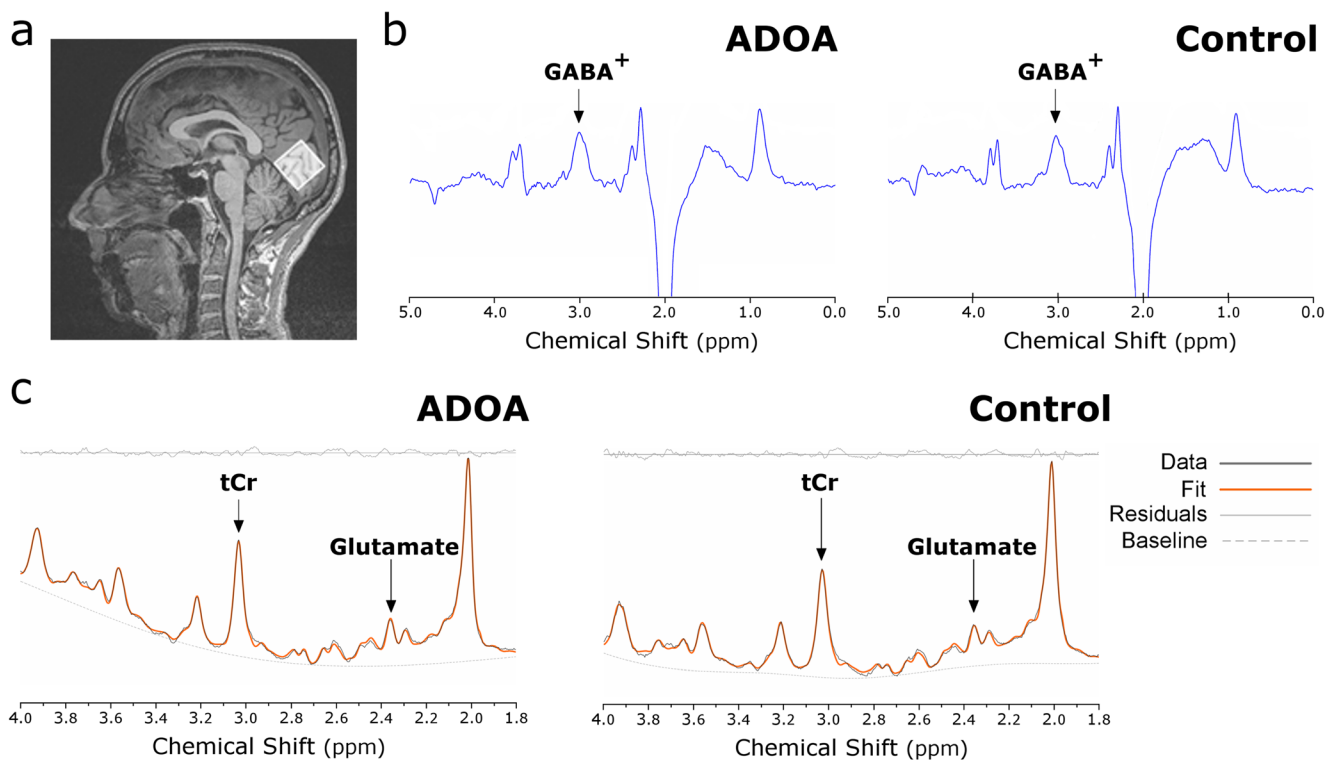 a
b
ADOA
Control
GABA+
GABA+
5.0 4.0 3.0 2.0 1.0 0.0
5.0 4.0 3.0 2.0 1.0 0.0
Chemical Shift (ppm)
Chemical Shift (ppm)
c
ADOA
Control
tCr
Glutamate
tCr
Glutamate
Data
Fit
Residuals
Baseline
4.0 3.8 3.6 3.4 3.2 3.0 2.8 2.6 2.4 2.2 2.0 1.8
4.0 3.8 3.6 3.4 3.2 3.0 2.8 2.6 2.4 2.2 2.0 1.8
Chemical Shift (ppm)
Chemical Shift (ppm)